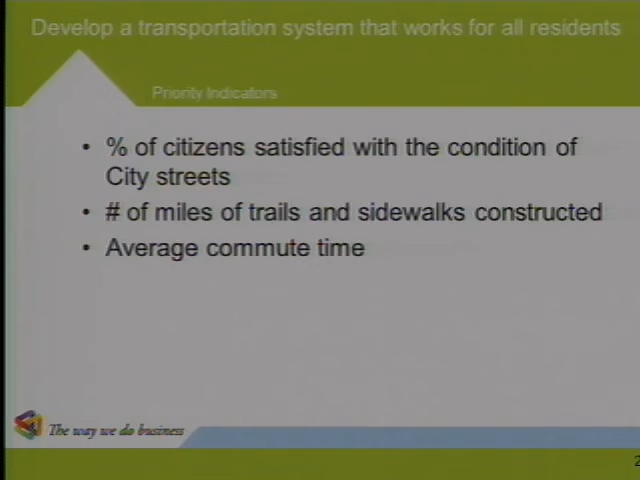 Develop a transportation system that works for all residents
Priority Indicators
• % of citizens satisfied with the condition of
City streets
• # of miles of trails and sidewalks constructed
• Average commute time
The way we do business
2